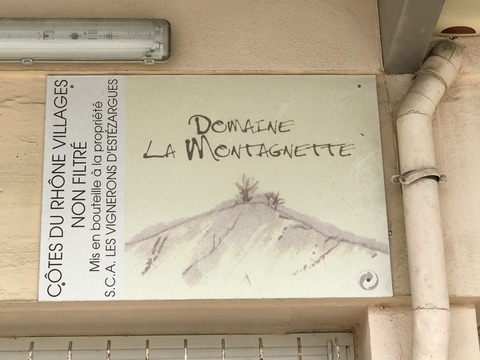 CÔTES DU RHÔNE VILLAGES
NON FILTRÉ
Mis en bouteille à la propriété
S.C.A. LES VIGNERONS D'ESTÉZARGUES
DOMAINE
LA MONTAGNETTE